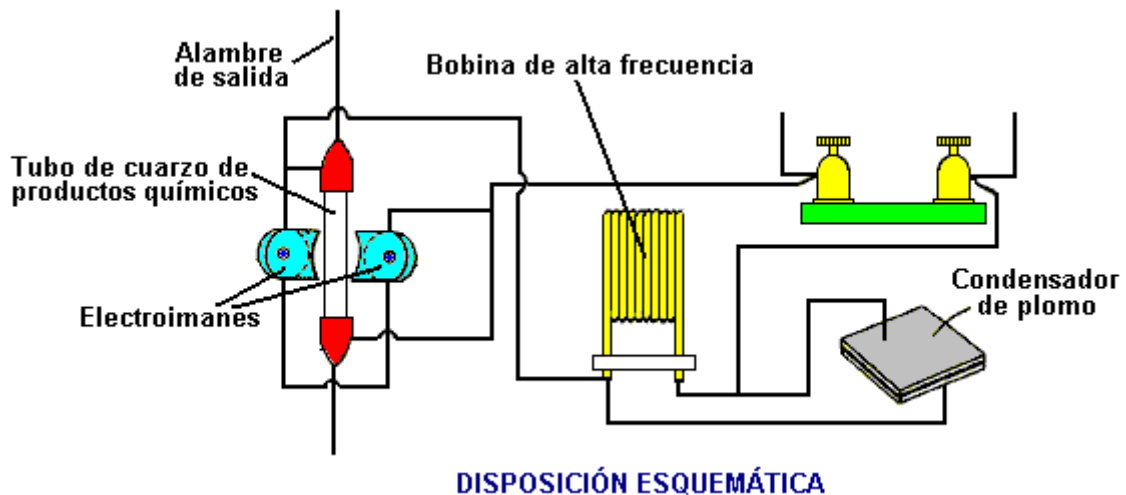 Alambre
de salida
Bobina de alta frecuencia
Tubo de cuarzo de
productos químicos
Condensador
de plomo
Electroimanes
DISPOSICIÓN ESQUEMÁTICA